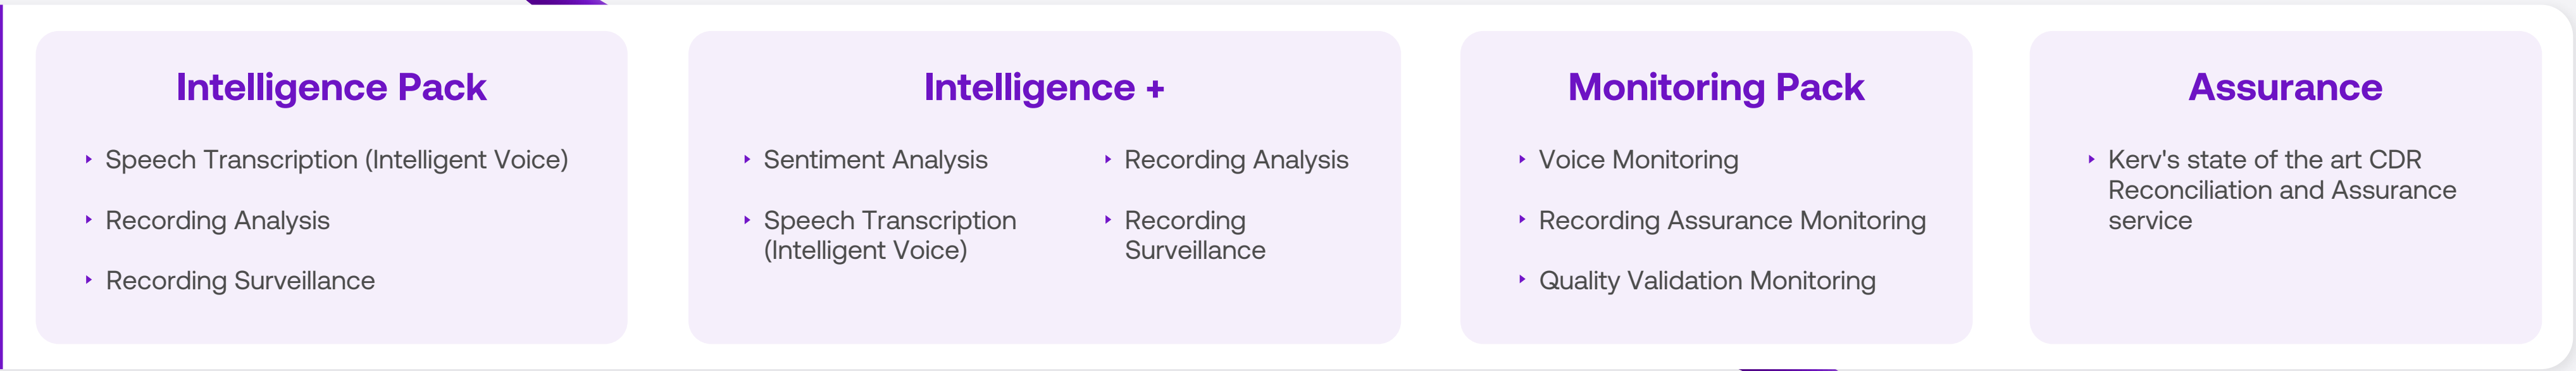 Intelligence Pack
Speech Transcription (Intelligent Voice)
Recording Analysis
Recording Surveillance
Intelligence +
Sentiment Analysis
Speech Transcription
(Intelligent Voice)
Recording Analysis
Recording
Surveillance
Monitoring Pack
Voice Monitoring
Recording Assurance Monitoring
Quality Validation Monitoring
Assurance
Kerv's state of the art CDR
Reconciliation and Assurance
service